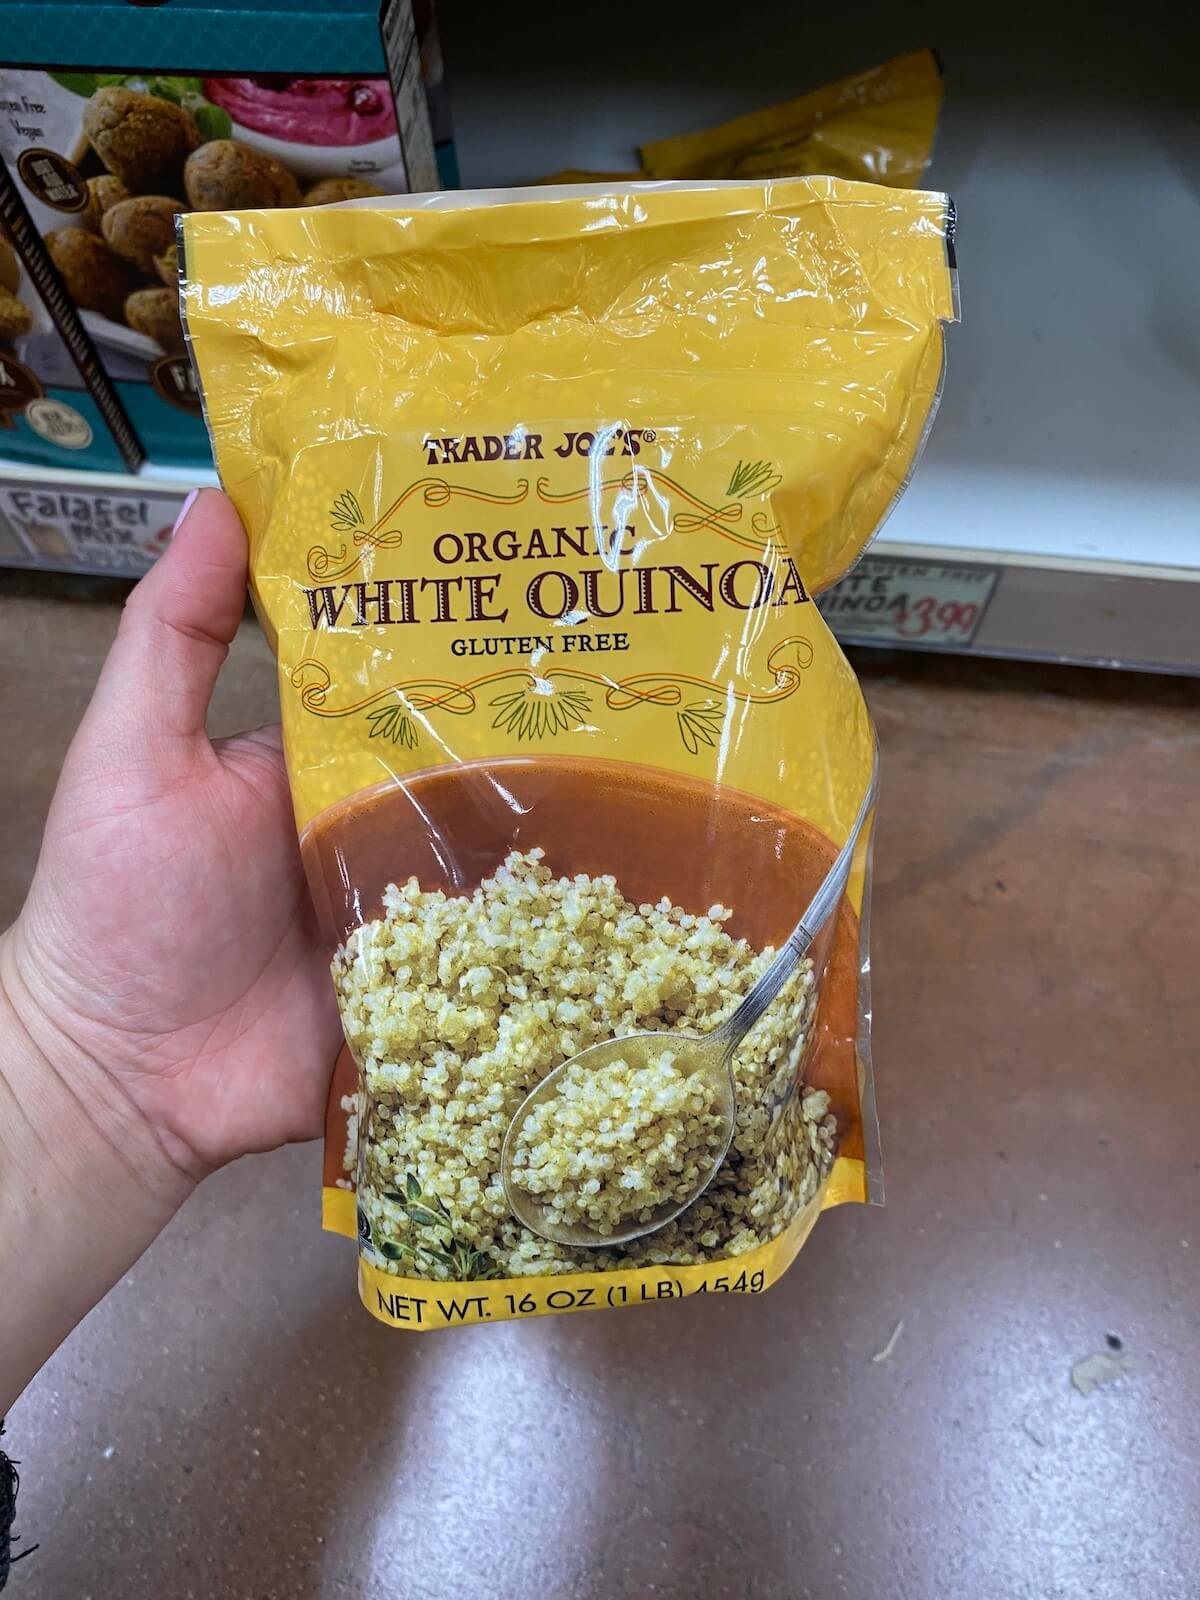 Free
Vegan
TRADER JOE'S®
ORGANIC
WHITE QUINOA
GLUTEN FREE
NET WT. 16 OZ (1 LB) 454g
Falafel
Mix
GLUTEN FREE
$3.99